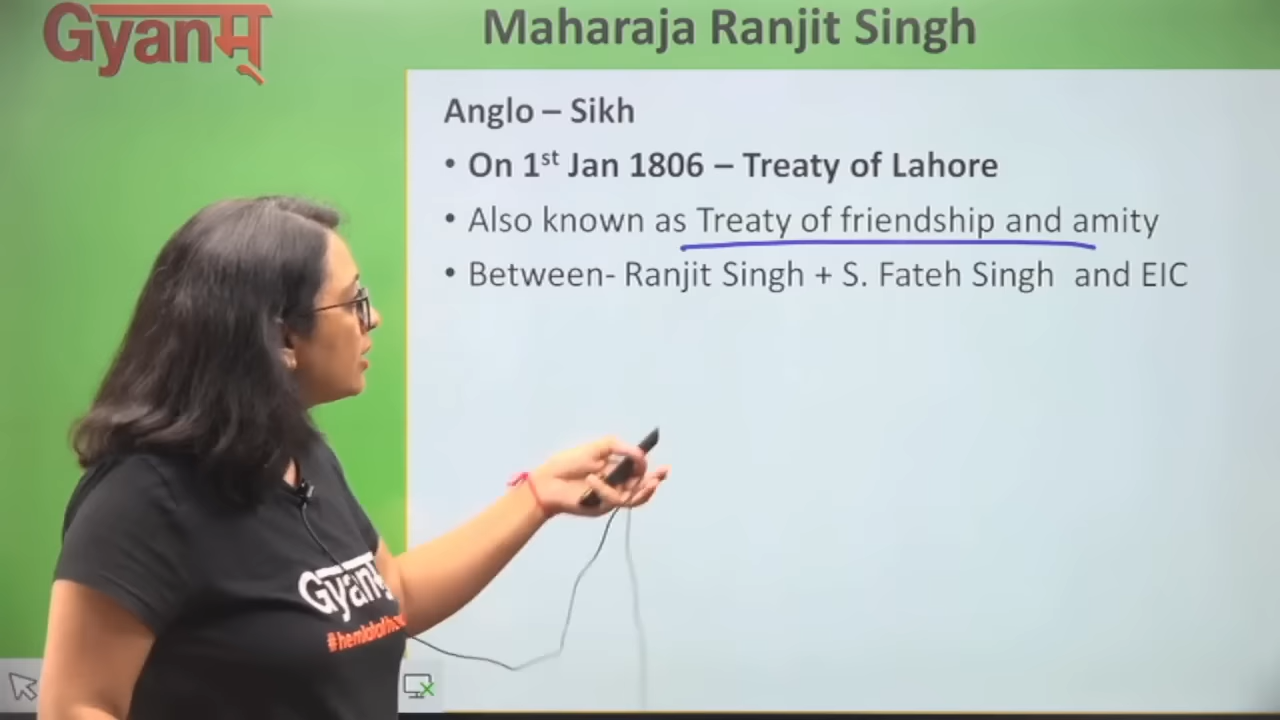 Gyanम्
Maharaja Ranjit Singh
Anglo – Sikh
• On 1st Jan 1806 – Treaty of Lahore
• Also known as Treaty of friendship and amity
• Between- Ranjit Singh + S. Fateh Singh and EIC
Gyanम्